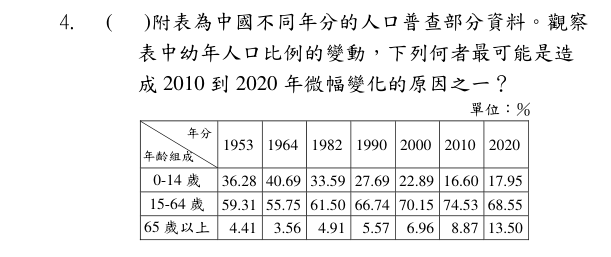 4. (　)附表為中國不同年分的人口普查部分資料。觀察
表中幼年人口比例的變動，下列何者最可能是造
成 2010 到 2020 年微幅變化的原因之一？
單位：%
年分
年齡組成
1953 1964 1982 1990 2000 2010 2020
0-14 歲 36.28 40.69 33.59 27.69 22.89 16.60 17.95
15-64 歲 59.31 55.75 61.50 66.74 70.15 74.53 68.55
65 歲以上 4.41 3.56 4.91 5.57 6.96 8.87 13.50